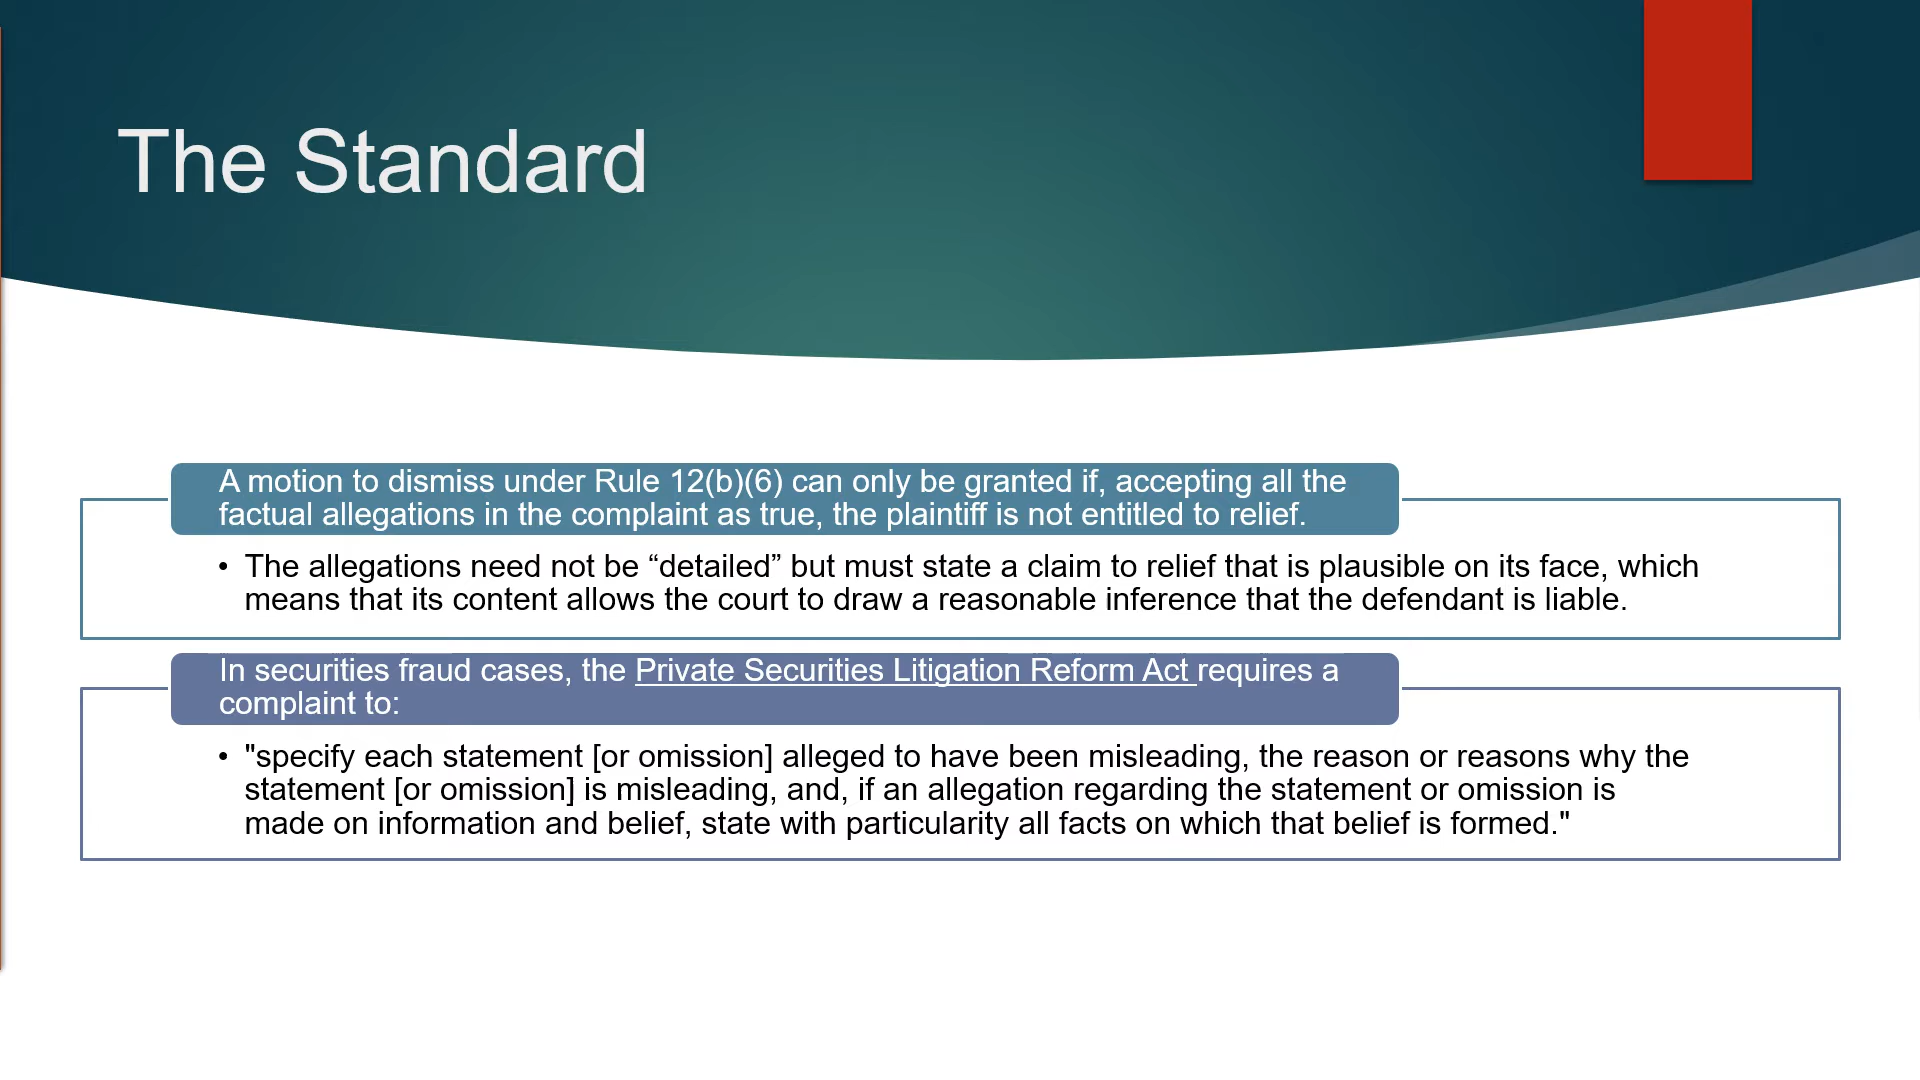 The Standard
A motion to dismiss under Rule 12(b)(6) can only be granted if, accepting all the
factual allegations in the complaint as true, the plaintiff is not entitled to relief.
• The allegations need not be “detailed” but must state a claim to relief that is plausible on its face, which
means that its content allows the court to draw a reasonable inference that the defendant is liable.
In securities fraud cases, the Private Securities Litigation Reform Act requires a
complaint to:
• "specify each statement [or omission] alleged to have been misleading, the reason or reasons why the
statement [or omission] is misleading, and, if an allegation regarding the statement or omission is
made on information and belief, state with particularity all facts on which that belief is formed."